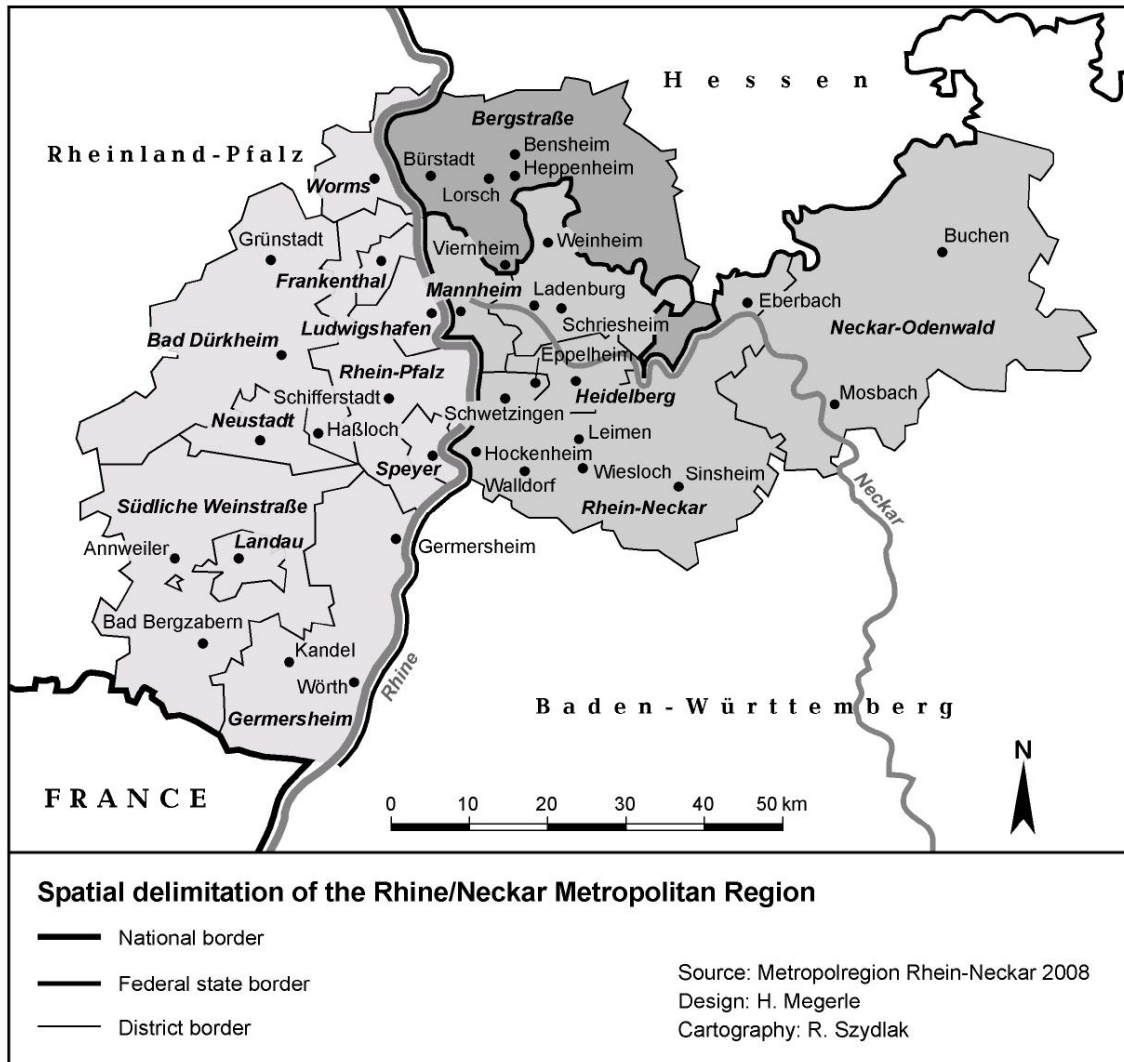 Hessen
Bergstraße
Rheinland-Pfalz
Bensheim
Bürstadt
Heppenheim
Worms
Lorsch
Grünstadt
Viernheim
Weinheim
Buchen
Frankenthal
Mannheim
Ladenburg
Eberbach
Ludwigshafen
Schriesheim
Neckar-Odenwald
Bad Dürkheim
Eppelheim
Rhein-Pfalz
Schifferstadt
Heidelberg
Mosbach
Schwetzingen
Neustadt
Haßloch
Leimen
Speyer
Hockenheim
Wiesloch
Sinsheim
Walldorf
Neckar
Südliche Weinstraße
Rhein-Neckar
Annweiler
Landau
Germersheim
Bad Bergzabern
Kandel
Rhine
Wörth
Germersheim
Baden-Württemberg
FRANCE
N
0 10 20 30 40 50 km
Spatial delimitation of the Rhine/Neckar Metropolitan Region
National border
Federal state border
District border
Source: Metropolregion Rhein-Neckar 2008
Design: H. Megerle
Cartography: R. Szydlak